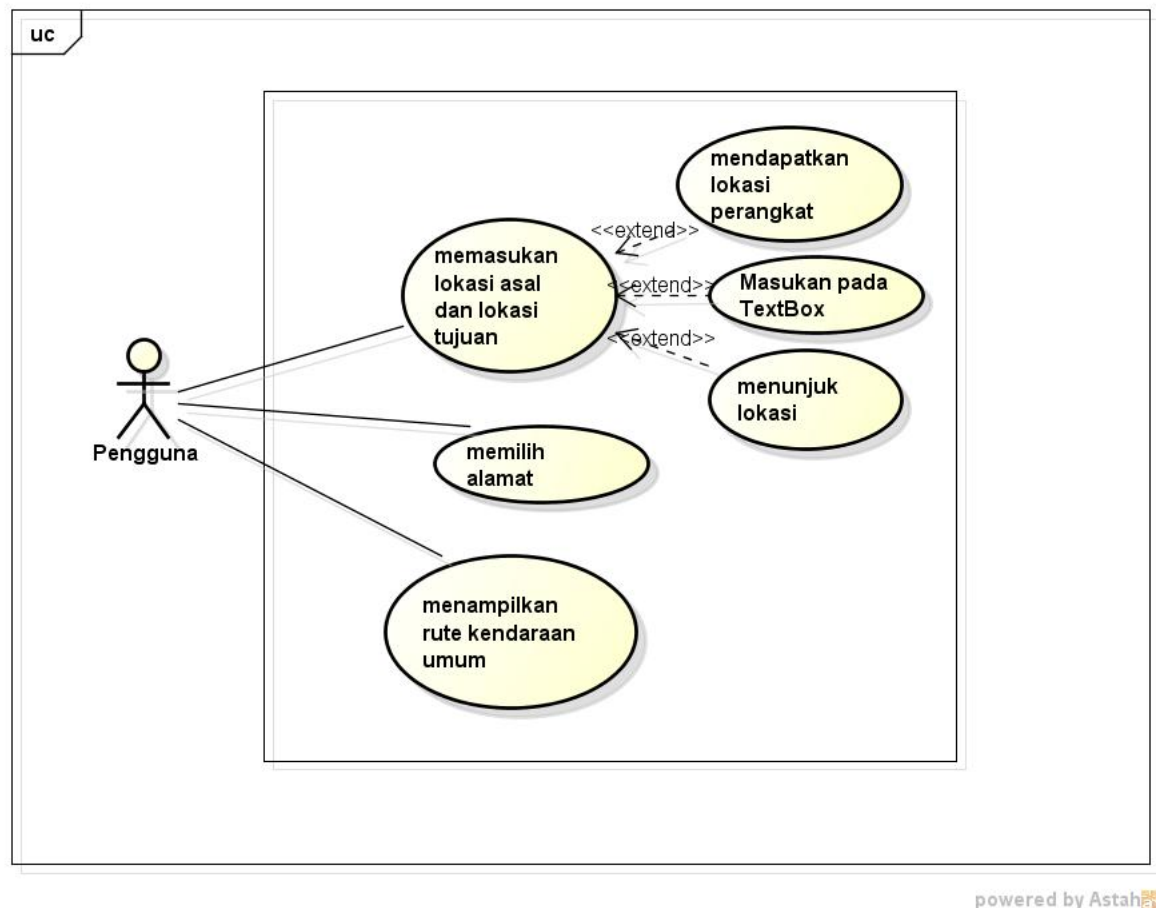 uc
mendapatkan
lokasi
perangkat
<<extend>>
memasukan
lokasi asal
dan lokasi
tujuan
<<extend>>
Masukan pada
TextBox
<<extend>>
menunjuk
lokasi
Pengguna
memilih
alamat
menampilkan
rute kendaraan
umum
powered by Astah